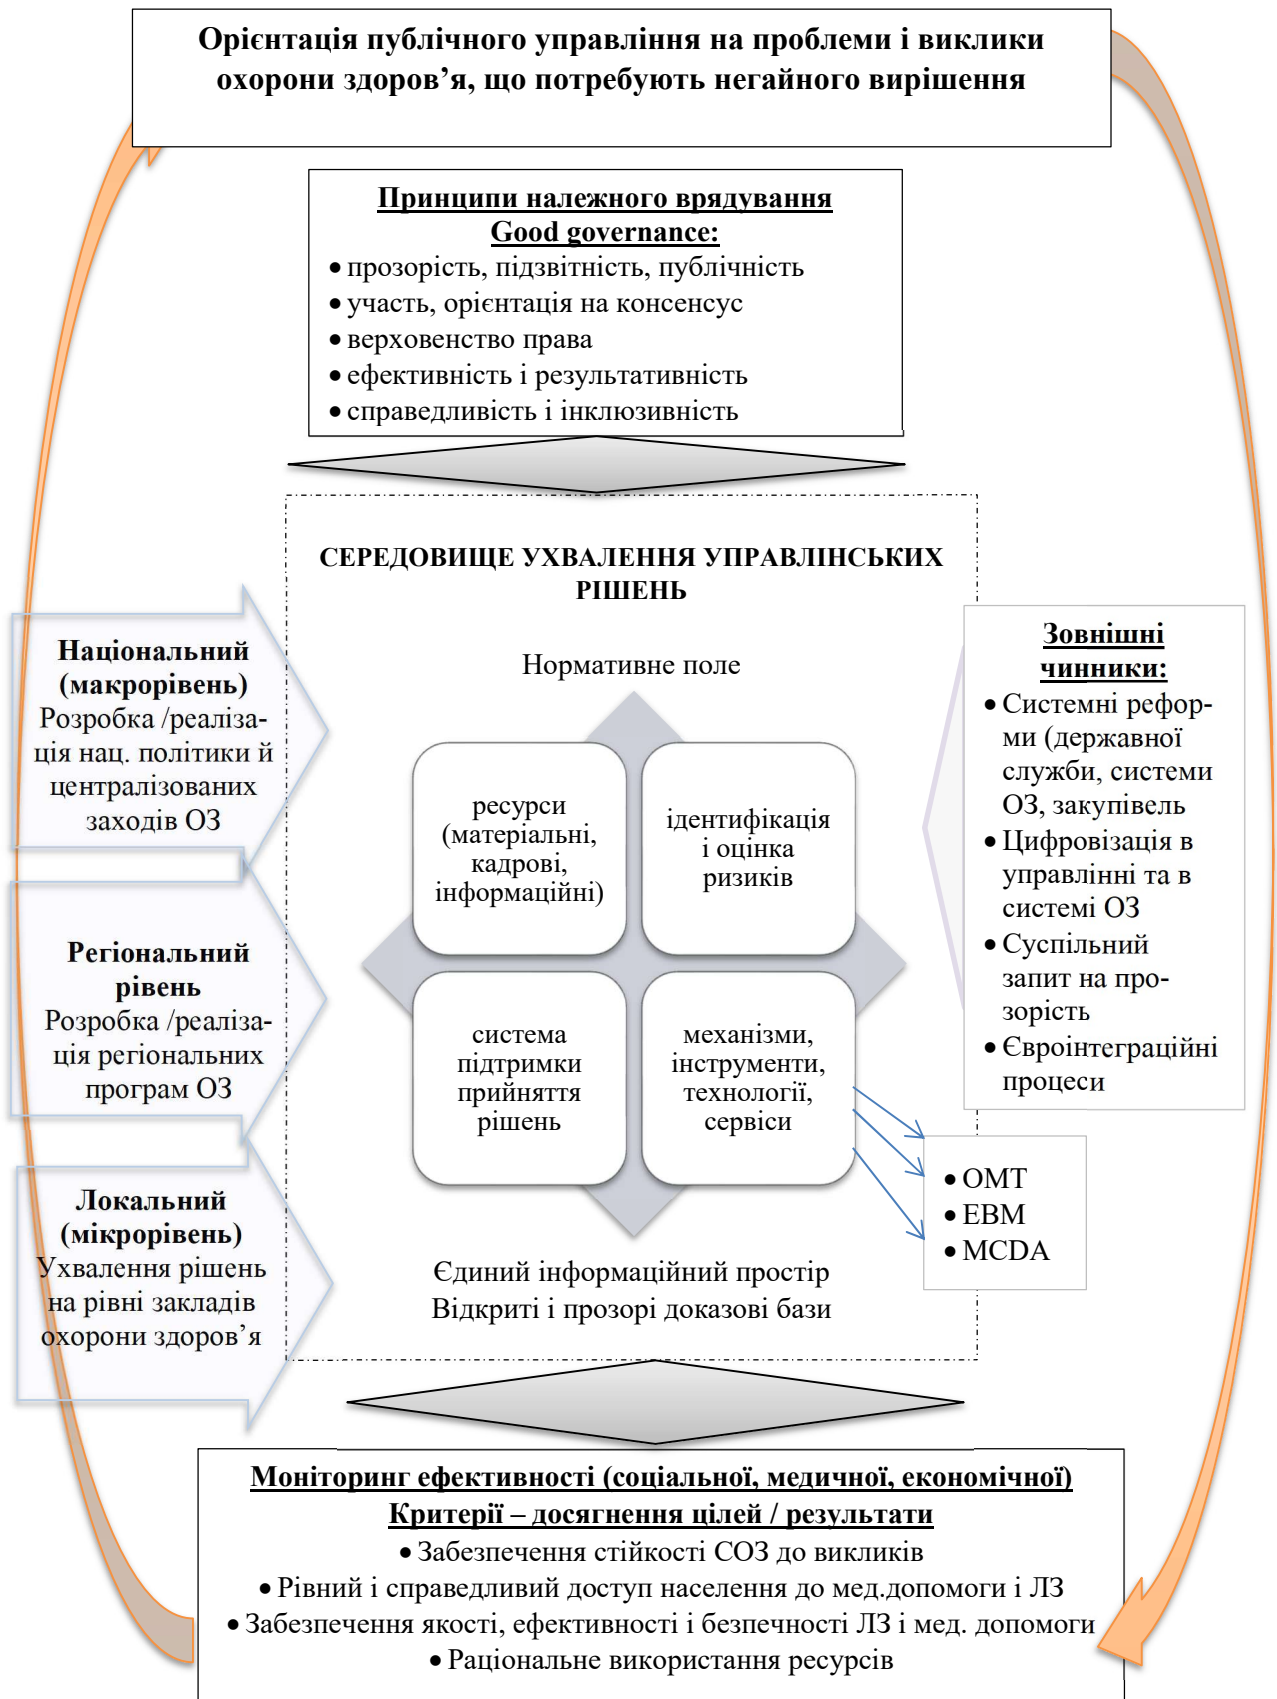 Орієнтація публічного управління на проблеми і виклики
охорони здоров’я, що потребують негайного вирішення
Принципи належного врядування
Good governance:
• прозорість, підзвітність, публічність
• участь, орієнтація на консенсус
• верховенство права
• ефективність і результативність
• справедливість і інклюзивність
СЕРЕДОВИЩЕ УХВАЛЕННЯ УПРАВЛІНСЬКИХ
РІШЕНЬ
Національний
(макрорівень)
Розробка /реаліза-
ція нац. політики й
централізованих
заходів ОЗ
Регіональний
рівень
Розробка /реаліза-
ція регіональних
програм ОЗ
Локальний
(мікрорівень)
Ухвалення рішень
на рівні закладів
охорони здоров’я
Нормативне поле
ресурси
(матеріальні,
кадрові,
інформаційні)
ідентифікація
і оцінка
ризиків
система
підтримки
прийняття
рішень
механізми,
інструменти,
технології,
сервіси
Єдиний інформаційний простір
Відкриті і прозорі доказові бази
Зовнішні
чинники:
• Системні рефор-
ми (державної
служби, системи
ОЗ, закупівель
• Цифровізація в
управлінні та в
системі ОЗ
• Суспільний
запит на про-
зорість
• Євроінтеграційні
процеси
• ОМТ
• EBM
• MCDA
Моніторинг ефективності (соціальної, медичної, економічної)
Критерії – досягнення цілей / результати
• Забезпечення стійкості СОЗ до викликів
• Рівний і справедливий доступ населення до мед.допомоги і ЛЗ
• Забезпечення якості, ефективності і безпечності ЛЗ і мед. допомоги
• Раціональне використання ресурсів